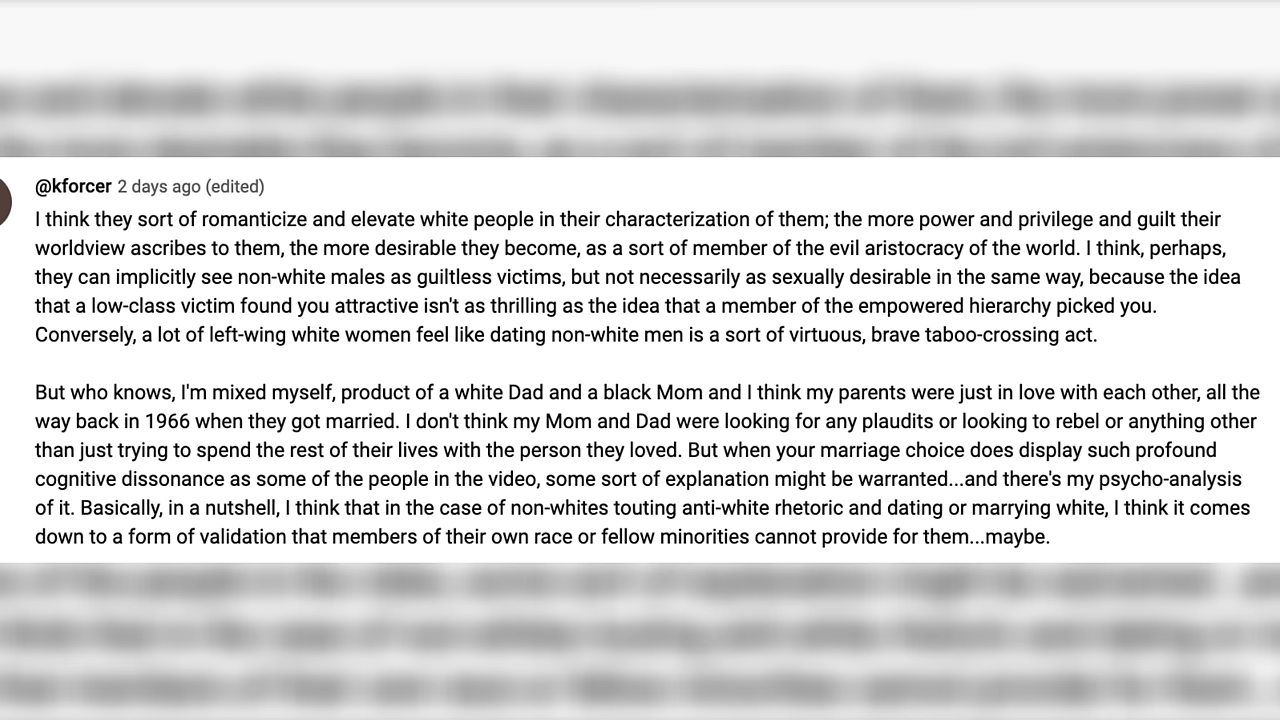 @kforcer 2 days ago (edited)
I think they sort of romanticize and elevate white people in their characterization of them; the more power and privilege and guilt their
worldview ascribes to them, the more desirable they become, as a sort of member of the evil aristocracy of the world. I think, perhaps,
they can implicitly see non-white males as guiltless victims, but not necessarily as sexually desirable in the same way, because the idea
that a low-class victim found you attractive isn't as thrilling as the idea that a member of the empowered hierarchy picked you.
Conversely, a lot of left-wing white women feel like dating non-white men is a sort of virtuous, brave taboo-crossing act.
But who knows, I'm mixed myself, product of a white Dad and a black Mom and I think my parents were just in love with each other, all the
way back in 1966 when they got married. I don't think my Mom and Dad were looking for any plaudits or looking to rebel or anything other
than just trying to spend the rest of their lives with the person they loved. But when your marriage choice does display such profound
cognitive dissonance as some of the people in the video, some sort of explanation might be warranted...and there's my psycho-analysis
of it. Basically, in a nutshell, I think that in the case of non-whites touting anti-white rhetoric and dating or marrying white, I think it comes
down to a form of validation that members of their own race or fellow minorities cannot provide for them...maybe.